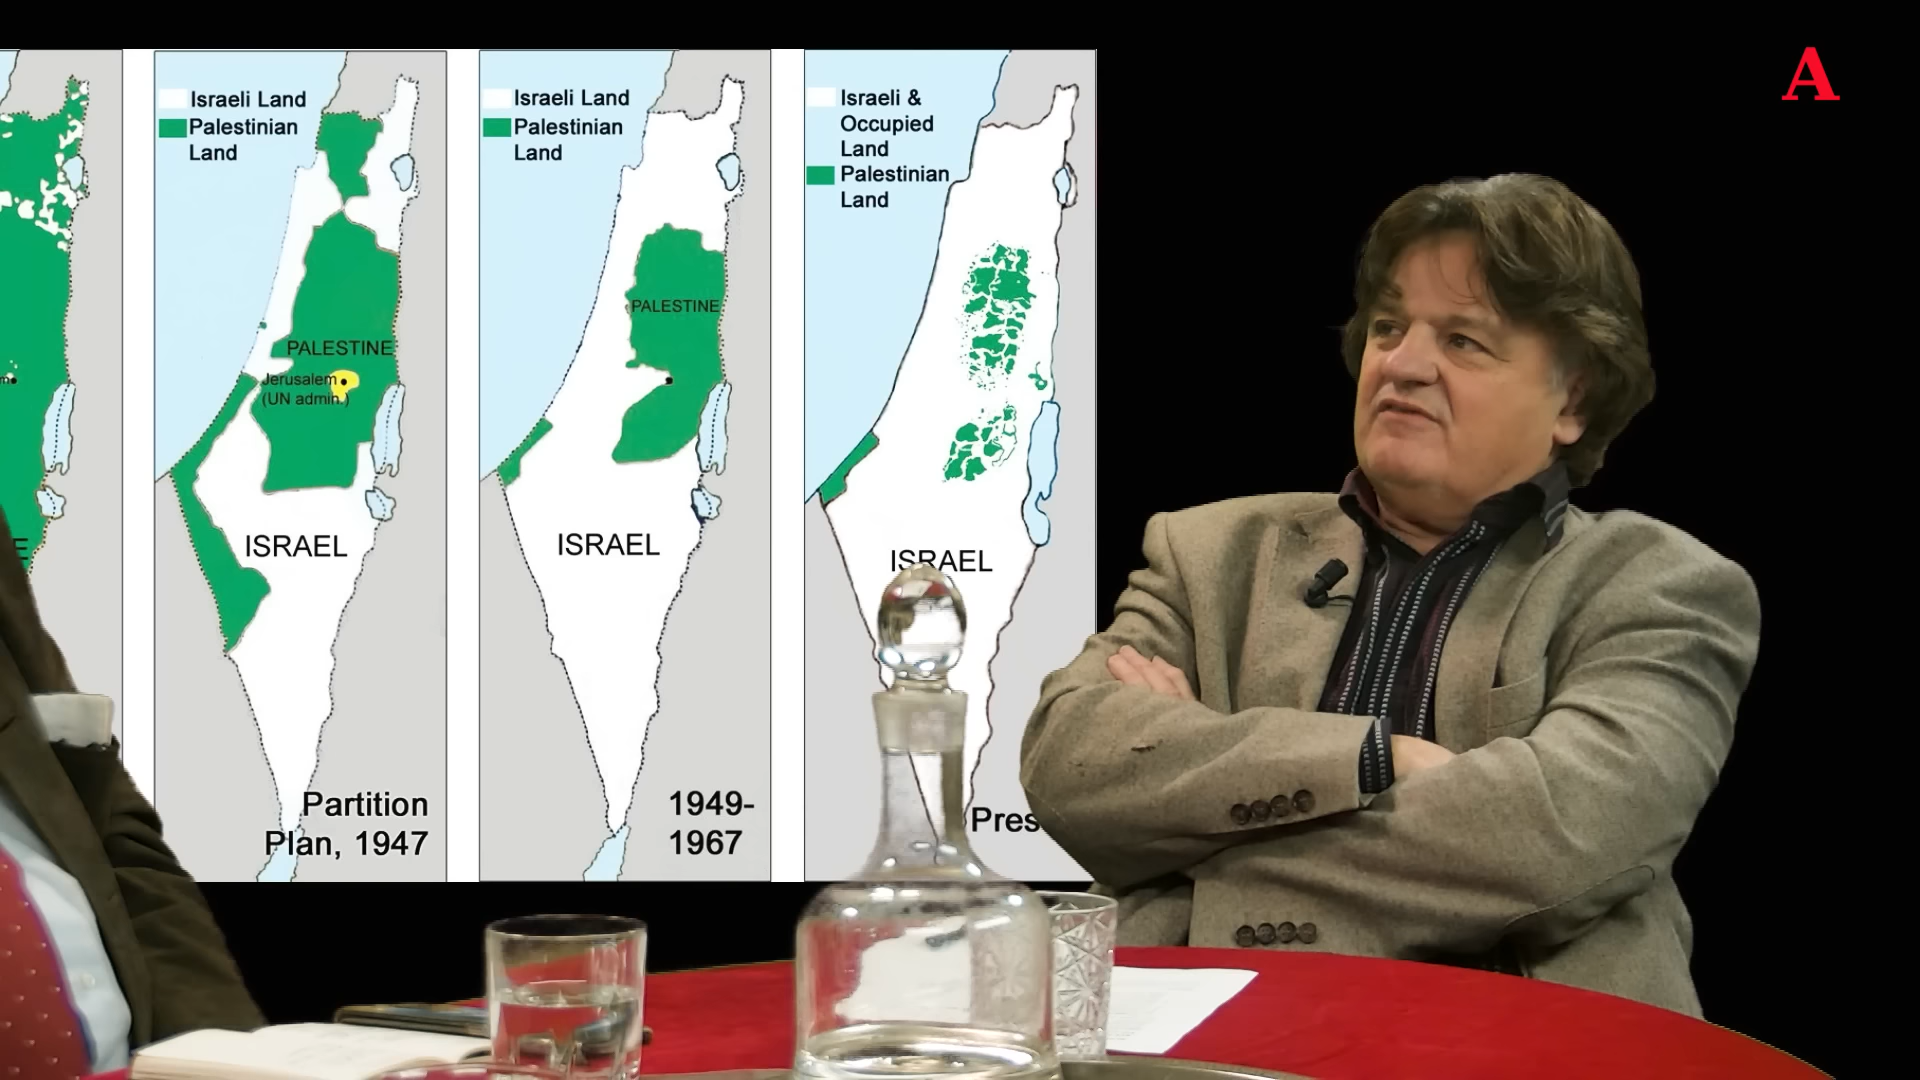 A
Israeli Land
Palestinian
Land
PALESTINE
Jerusalem
(UN admin.)
ISRAEL
Partition
Plan, 1947
Israeli Land
Palestinian
Land
PALESTINE
ISRAEL
1949-
1967
Israeli &
Occupied
Land
Palestinian
Land
ISRAEL